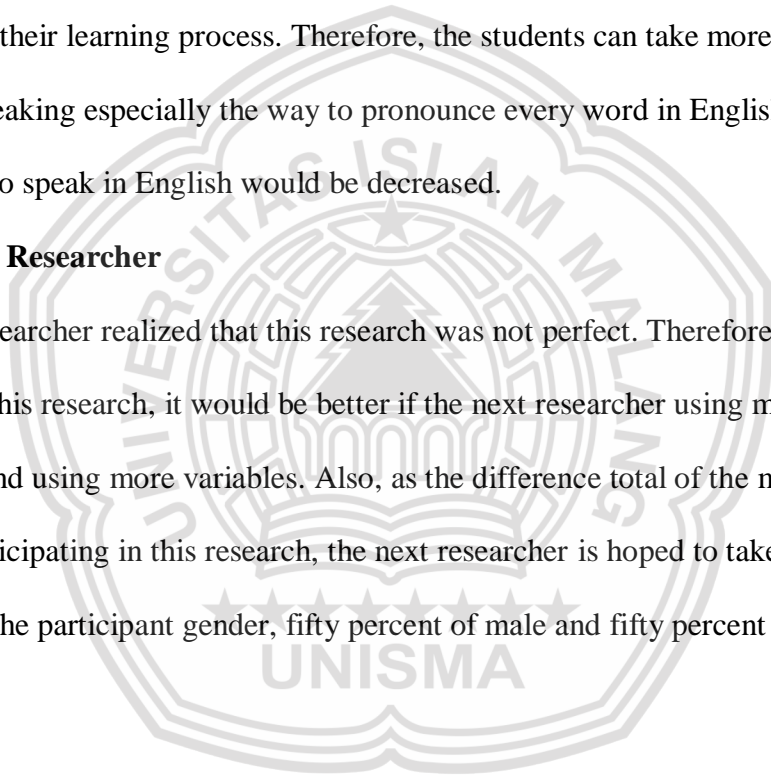 their learning process. Therefore, the students can take more
eaking especially the way to pronounce every word in Englis
o speak in English would be decreased.
Researcher
earcher realized that this research was not perfect. Therefore
his research, it would be better if the next researcher using m
nd using more variables. Also, as the difference total of the m
icipating in this research, the next researcher is hoped to take
he participant gender, fifty percent of male and fifty percent
UNIVERSITAS ISLAM MALANG
UNISMA